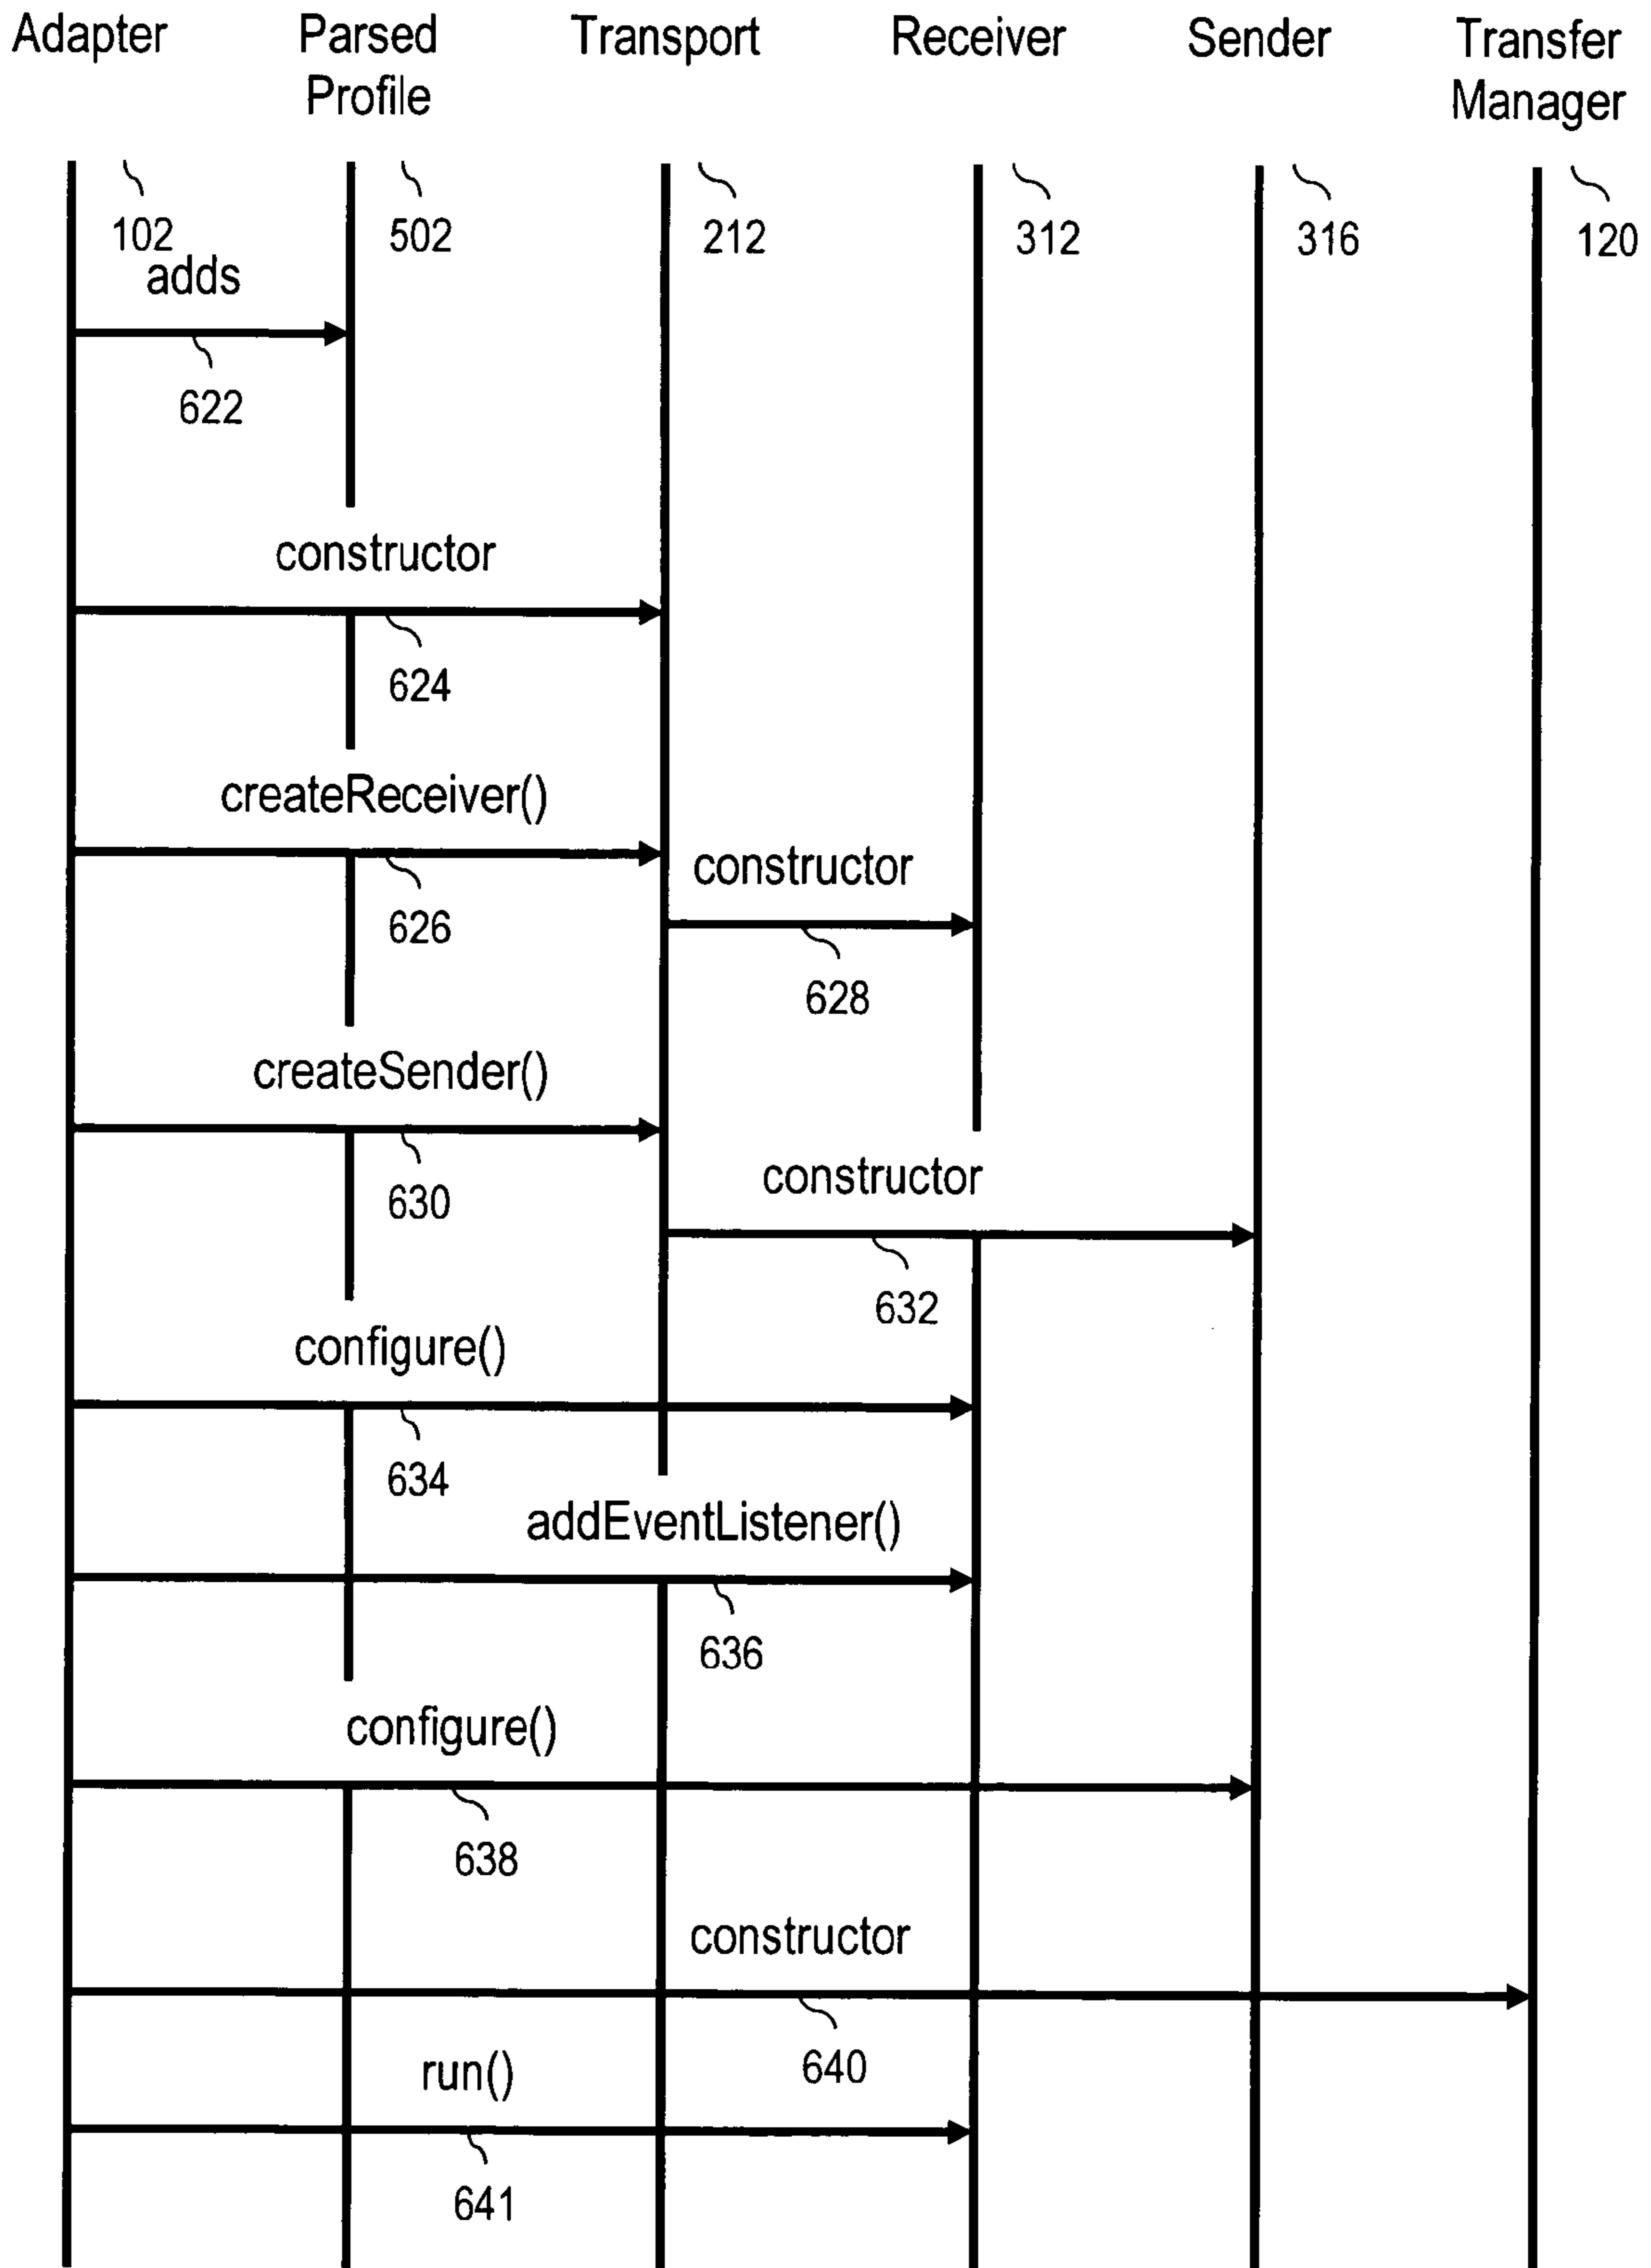 Adapter
Parsed
Profile
Transport
Receiver
Sender
Transfer
Manager
102
502
212
312
316
120
adds
622
constructor
624
createReceiver()
626
constructor
628
createSender()
630
constructor
632
configure()
634
addEventListener()
636
configure()
638
constructor
640
run()
641